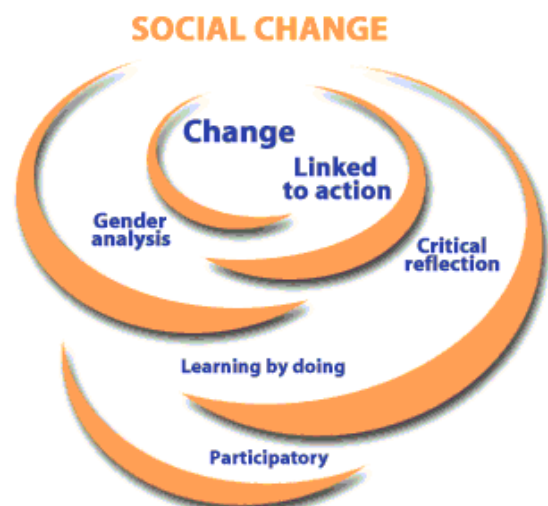 SOCIAL CHANGE
Change
Linked
to action
Gender
analysis
Critical
reflection
Learning by doing
Participatory